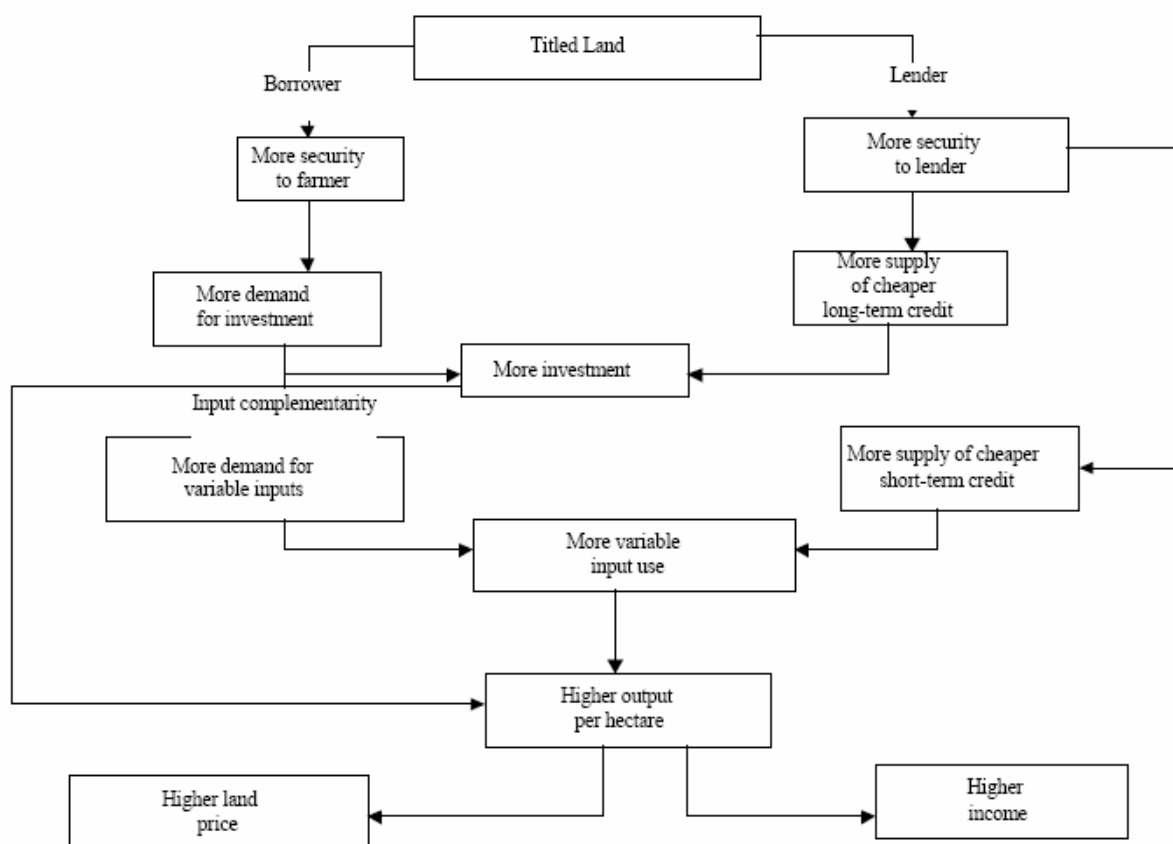 Titled Land
Borrower
Lender
More security
to farmer
More security
to lender
More demand
for investment
More supply
of cheaper
long-term credit
More investment
Input complementarity
More demand for
variable inputs
More supply of cheaper
short-term credit
More variable
input use
Higher output
per hectare
Higher land
price
Higher
income